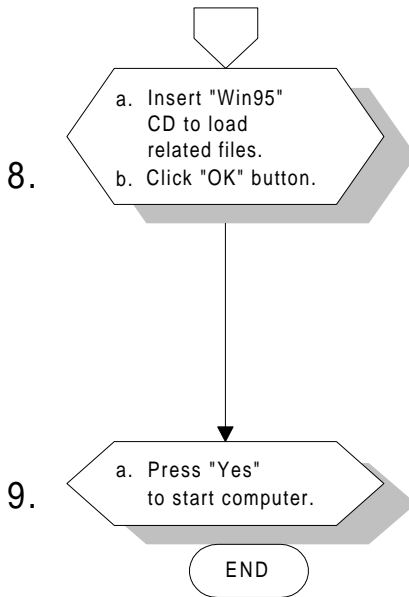 8.
a. Insert "Win95"
CD to load
related files.
b. Click "OK" button.
9.
a. Press "Yes"
to start computer.
END